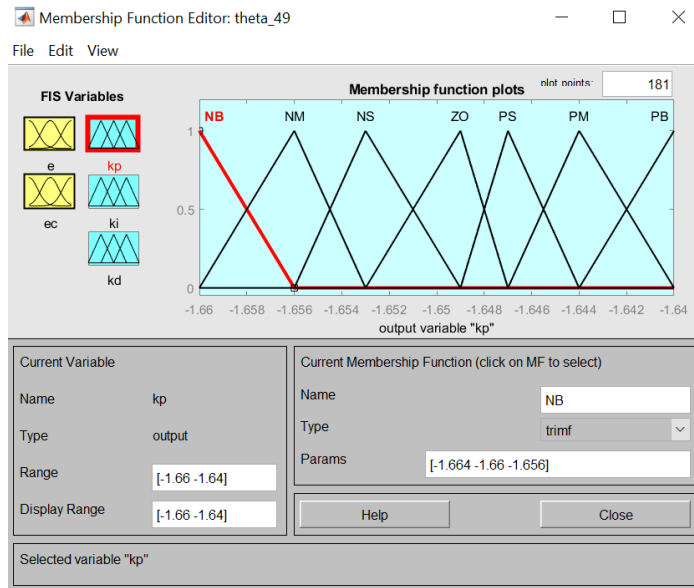 Membership Function Editor: theta_49
File Edit View
FIS Variables
e
kp
ec
ki
kd
Membership function plots
plot points:
181
NB NM NS ZO PS PM PB
1
0.5
0
-1.66 -1.658 -1.656 -1.654 -1.652 -1.65 -1.648 -1.646 -1.644 -1.642 -1.64
output variable "kp"
Current Variable
Name kp
Type output
Range [-1.66 -1.64]
Display Range [-1.66 -1.64]
Current Membership Function (click on MF to select)
Name NB
Type trimf
Params [-1.664 -1.66 -1.656]
Help Close
Selected variable "kp"